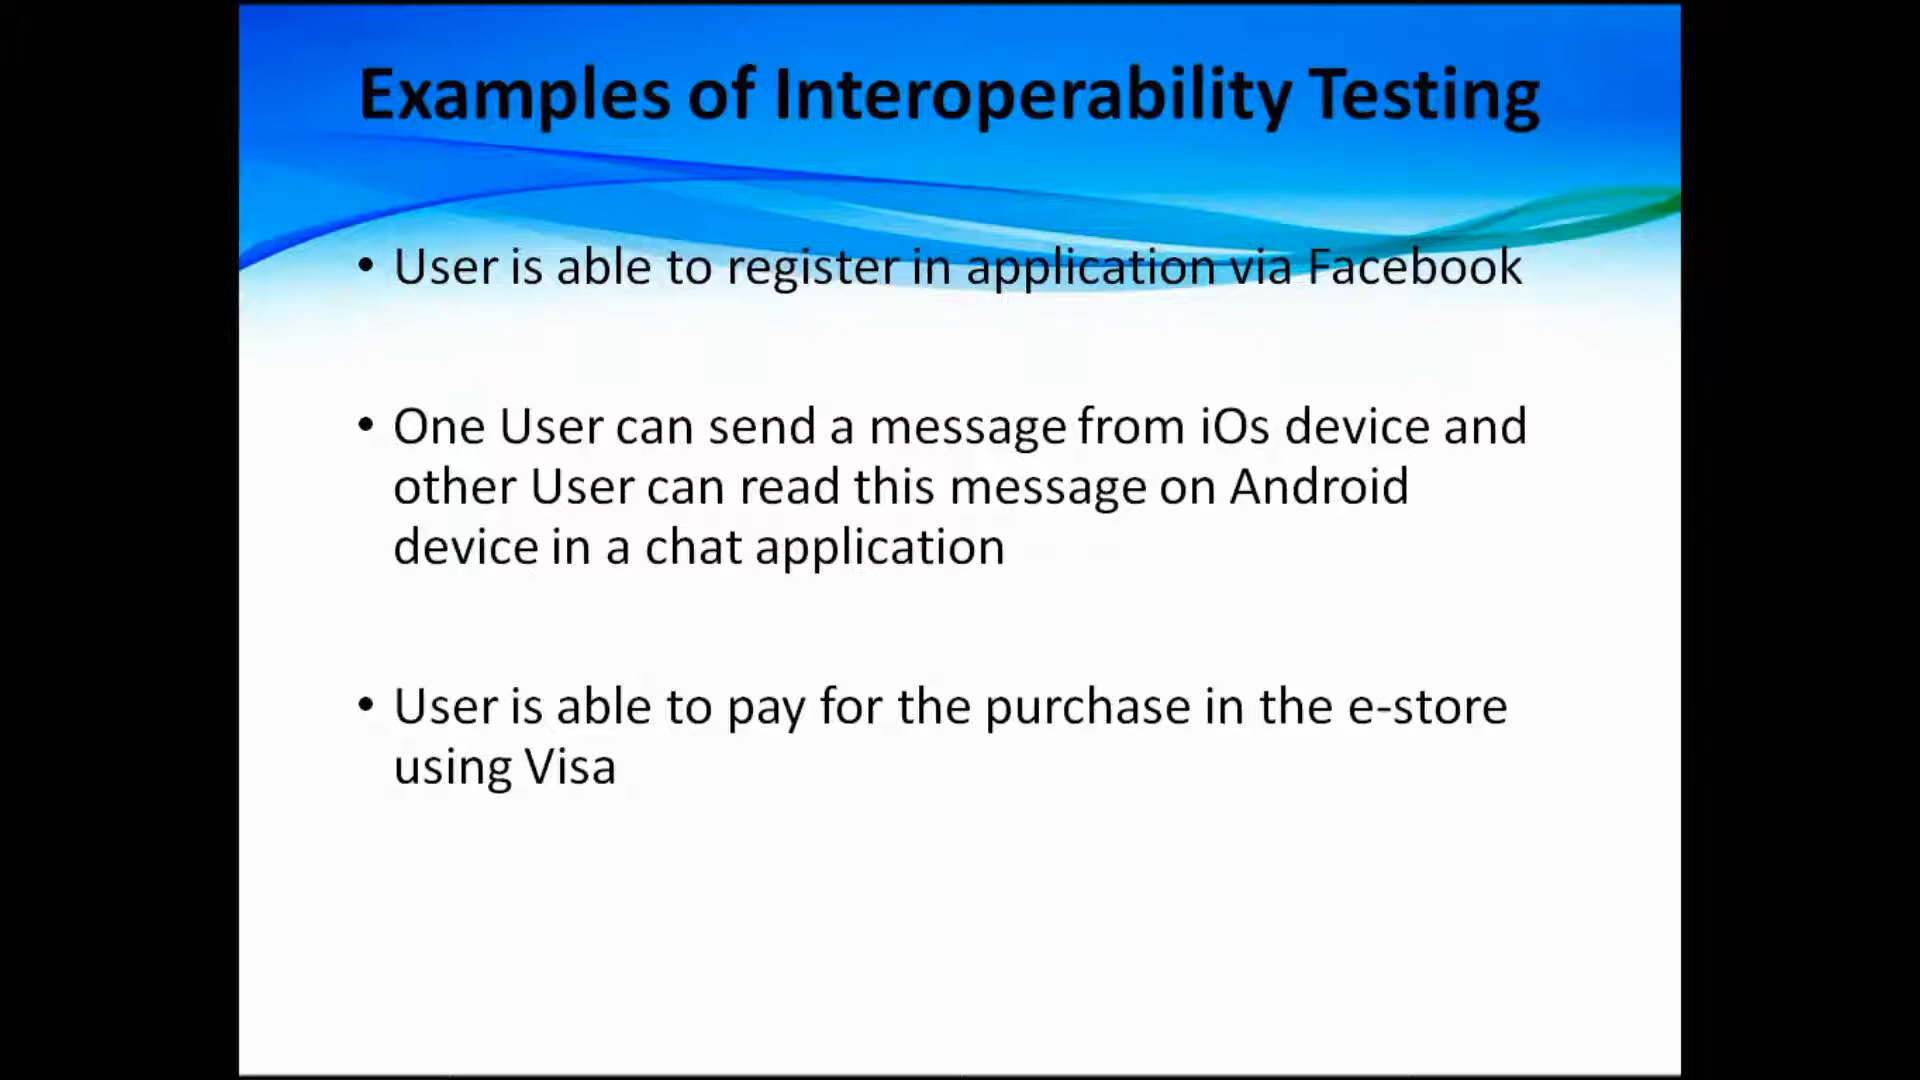 Examples of Interoperability Testing
• User is able to register in application via Facebook
• One User can send a message from iOs device and
other User can read this message on Android
device in a chat application
• User is able to pay for the purchase in the e-store
using Visa